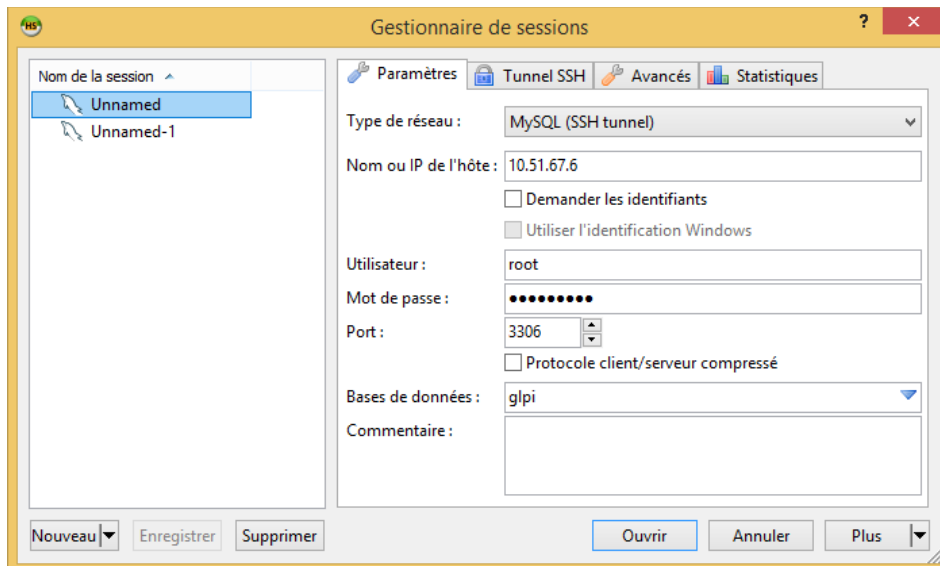 HS
Gestionnaire de sessions
?
Nom de la session
Unnamed
Unnamed-1
Paramètres
Tunnel SSH
Avancés
Statistiques
Type de réseau :
MySQL (SSH tunnel)
Nom ou IP de l'hôte :
10.51.67.6
Demander les identifiants
Utiliser l'identification Windows
Utilisateur :
root
Mot de passe :
●●●●●●●●●
Port :
3306
Protocole client/serveur compressé
Bases de données :
glpi
Commentaire :
Nouveau
Enregistrer
Supprimer
Ouvrir
Annuler
Plus